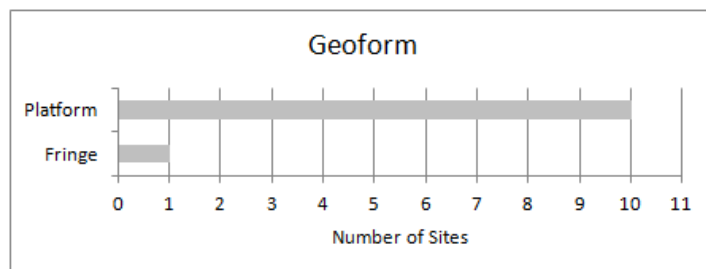 Geoform
Platform
Fringe
0 1 2 3 4 5 6 7 8 9 10 11
Number of Sites